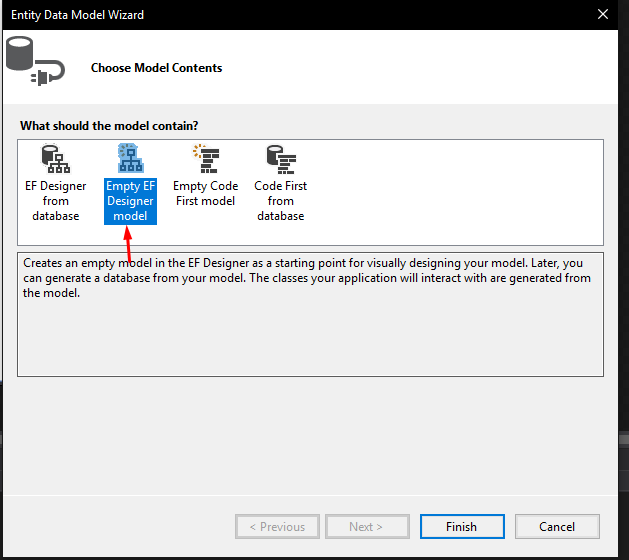 Entity Data Model Wizard
Choose Model Contents
What should the model contain?
EF Designer
from
database
Empty EF
Designer
model
Empty Code
First model
Code First
from
database
Creates an empty model in the EF Designer as a starting point for visually designing your model. Later, you
can generate a database from your model. The classes your application will interact with are generated from
the model.
< Previous
Next >
Finish
Cancel